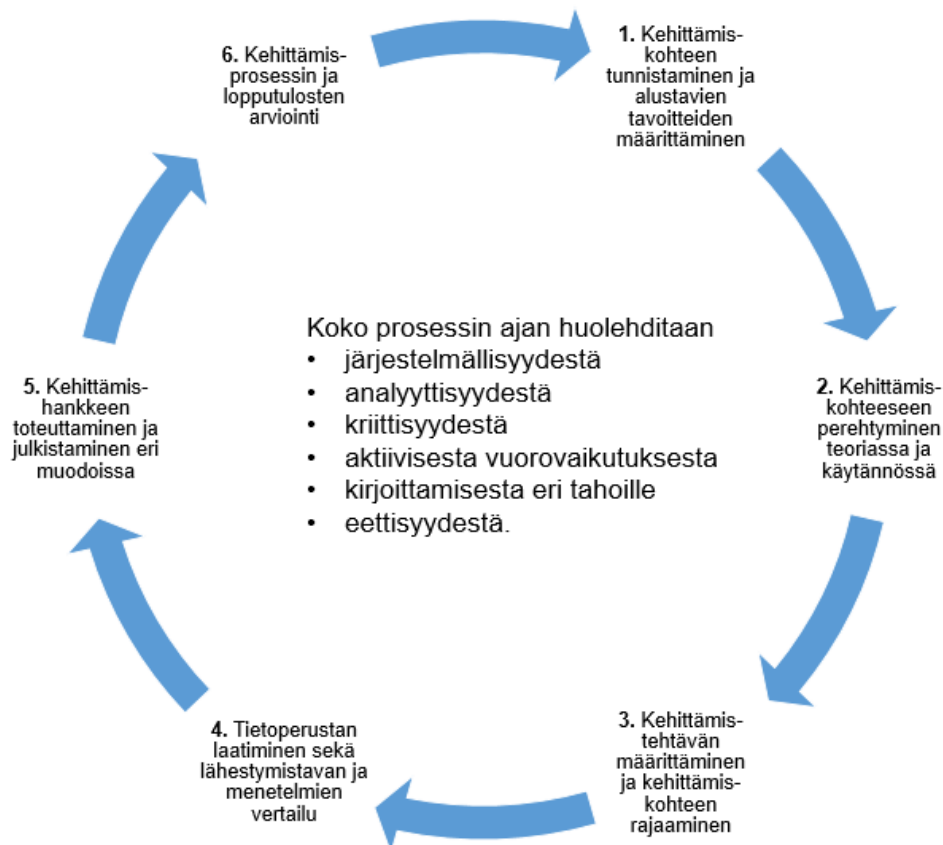 1. Kehittämis-
kohteen
tunnistaminen ja
alustavien
tavoitteiden
määrittäminen
2. Kehittämis-
kohteeseen
perehtyminen
teoriassa ja
käytännössä
3. Kehittämis-
tehtävän
määrittäminen
ja kehittämis-
kohteen
rajaaminen
4. Tietoperustan
laatiminen sekä
lähestymistavan ja
menetelmien
vertailu
5. Kehittämis-
hankkeen
toteuttaminen ja
julkistaminen eri
muodoissa
6. Kehittämis-
prosessin ja
lopputulosten
arviointi
Koko prosessin ajan huolehditaan
• järjestelmällisyydestä
• analyyttisyydestä
• kriittisyydestä
• aktiivisesta vuorovaikutuksesta
• kirjoittamisesta eri tahoille
• eettisyydestä.